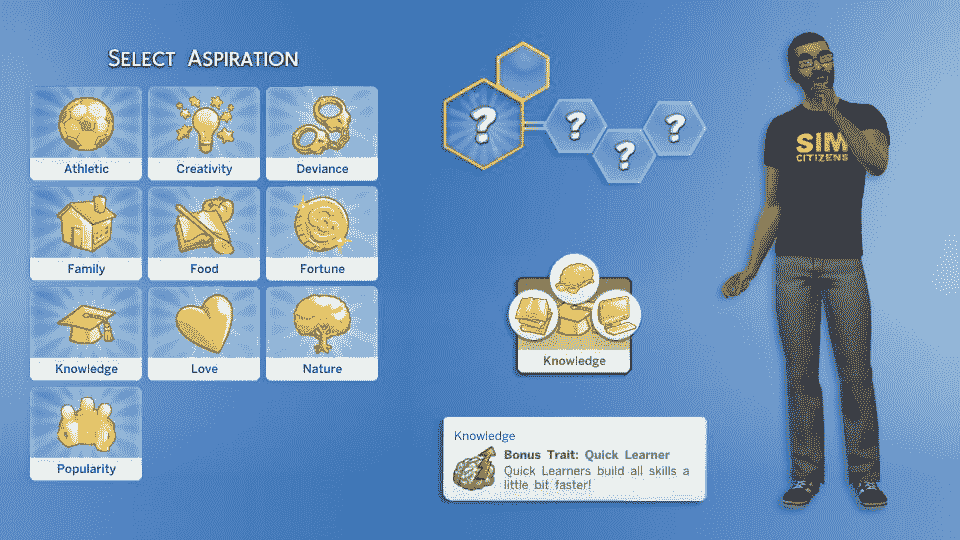 Select Aspiration
Athletic
Creativity
Deviance
Family
Food
Fortune
Knowledge
Love
Nature
Popularity
? ? ? ?
Knowledge
Knowledge
Bonus Trait: Quick Learner
Quick Learners build all skills a
little bit faster!
SIM
CITIZENS